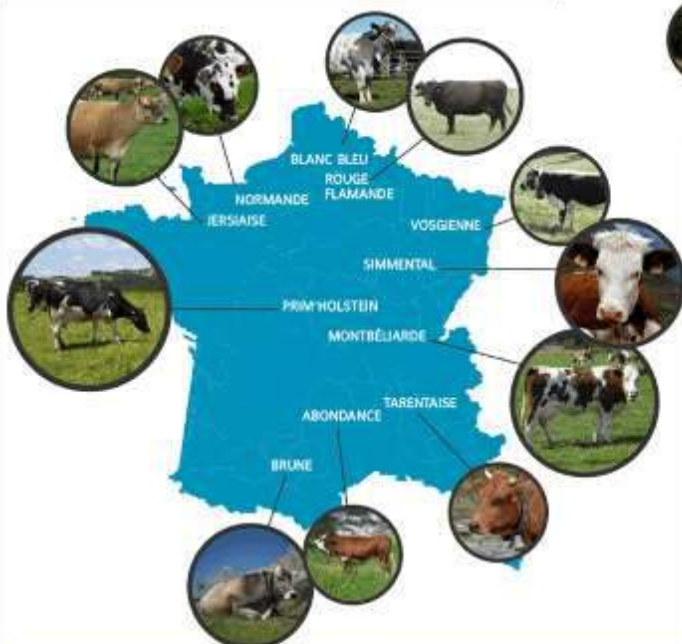 BLANC BLEU
ROUGE
FLAMANDE
NORMANDE
JERSIAISE
VOSGIENNE
SIMMENTAL
PRIM'HOLSTEIN
MONTBÉLIARDE
TARENTAISE
ABONDANCE
BRUNE